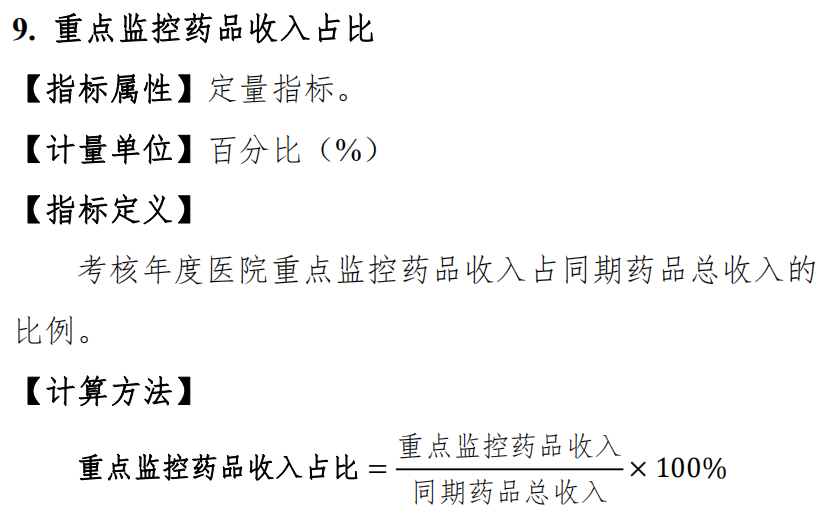 9. 重点监控药品收入占比
【指标属性】定量指标。
【计量单位】百分比（%）
【指标定义】
考核年度医院重点监控药品收入占同期药品总收入的
比例。
【计算方法】
重点监控药品收入占比 = 重点监控药品收入 / 同期药品总收入 × 100%